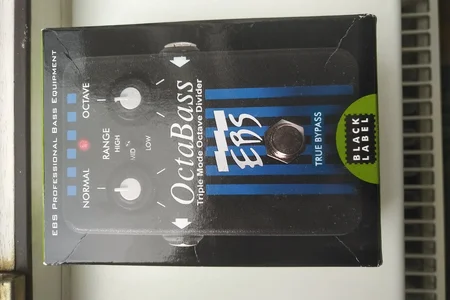 EBS PROFESSIONAL BASS EQUIPMENT
NORMAL
OCTAVE
RANGE
HIGH
MID
LOW
OctaBass
Triple Mode Octave Divider
EBS
TRUE BYPASS
BLACK
LABEL